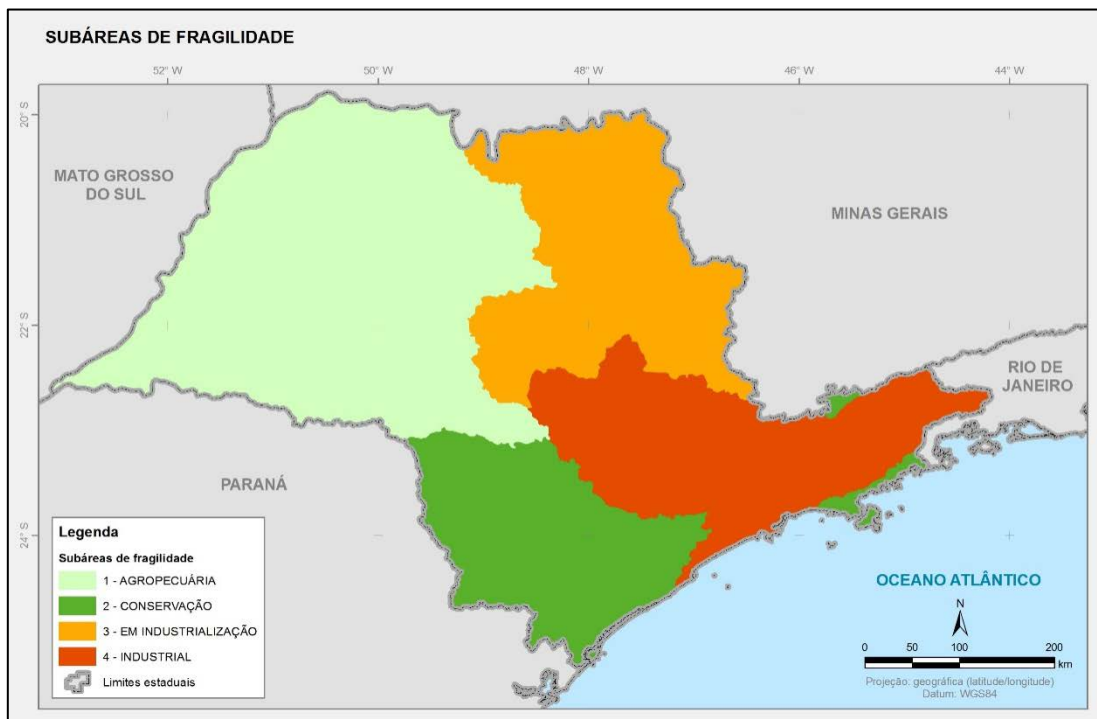 SUBÁREAS DE FRAGILIDADE
52° W
50° W
48° W
46° W
44° W
20° S
22° S
24° S
MATO GROSSO
DO SUL
MINAS GERAIS
RIO DE
JANEIRO
PARANÁ
OCEANO ATLÂNTICO
Legenda
Subáreas de fragilidade
1 - AGROPECUÁRIA
2 - CONSERVAÇÃO
3 - EM INDUSTRIALIZAÇÃO
4 - INDUSTRIAL
Limites estaduais
N
0 50 100 200
km
Projeção: geográfica (latitude/longitude)
Datum: WGS84